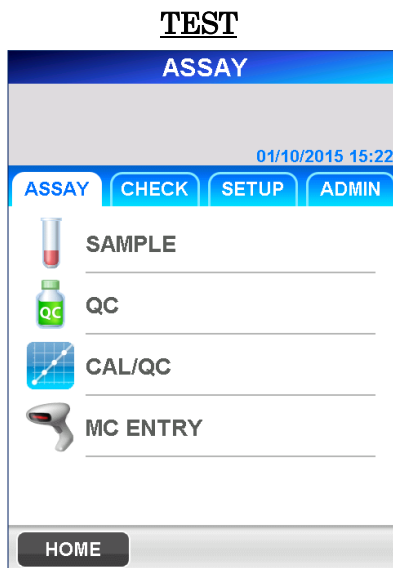 TEST
ASSAY
01/10/2015 15:22
ASSAY CHECK SETUP ADMIN
SAMPLE
QC QC
CAL/QC
MC ENTRY
HOME